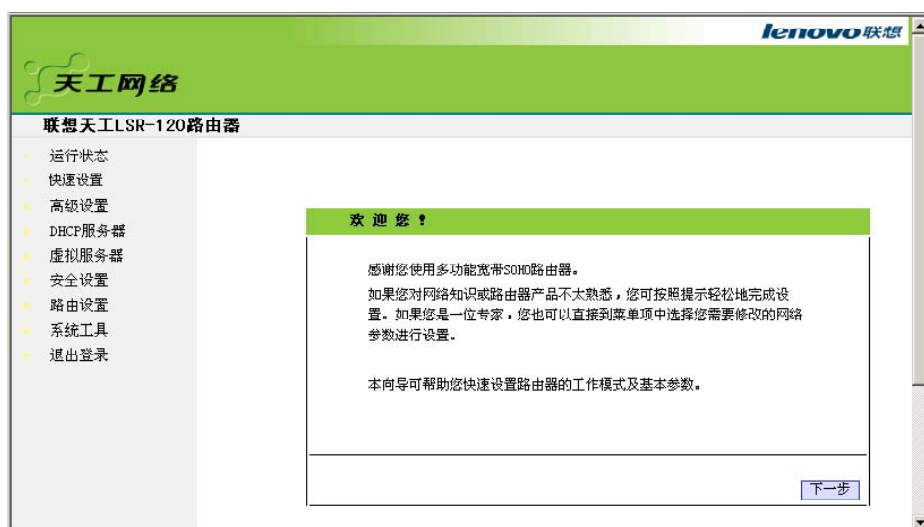 lenovo联想
天工网络
联想天工LSR-120路由器
运行状态
快速设置
高级设置
DHCP服务器
虚拟服务器
安全设置
路由设置
系统工具
退出登录
欢迎您！
感谢您使用多功能宽带SOHO路由器。
如果您对网络知识或路由器产品不太熟悉，您可按照提示轻松地完成设
置。如果您是一位专家，您也可以直接到菜单项中选择您需要修改的网络
参数进行设置。
本向导可帮助您快速设置路由器的工作模式及基本参数。
下一步